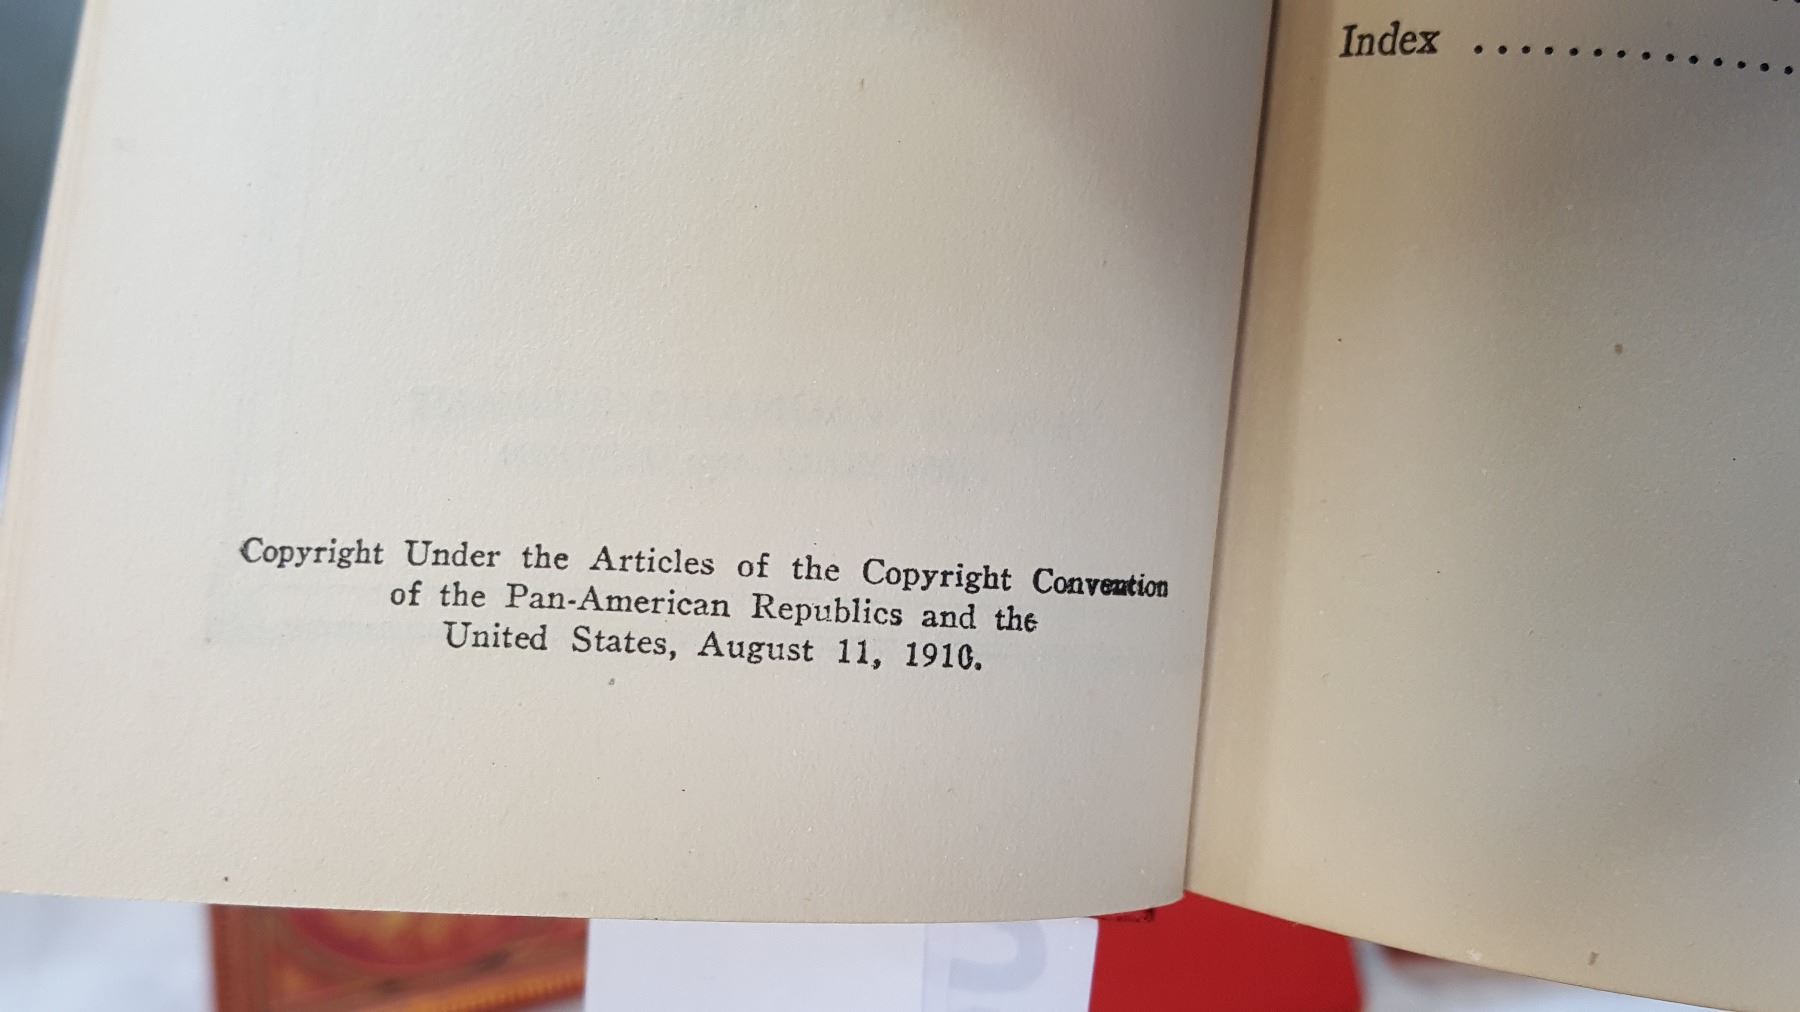 Copyright Under the Articles of the Copyright Convention
of the Pan-American Republics and the
United States, August 11, 1910.
Index ..............